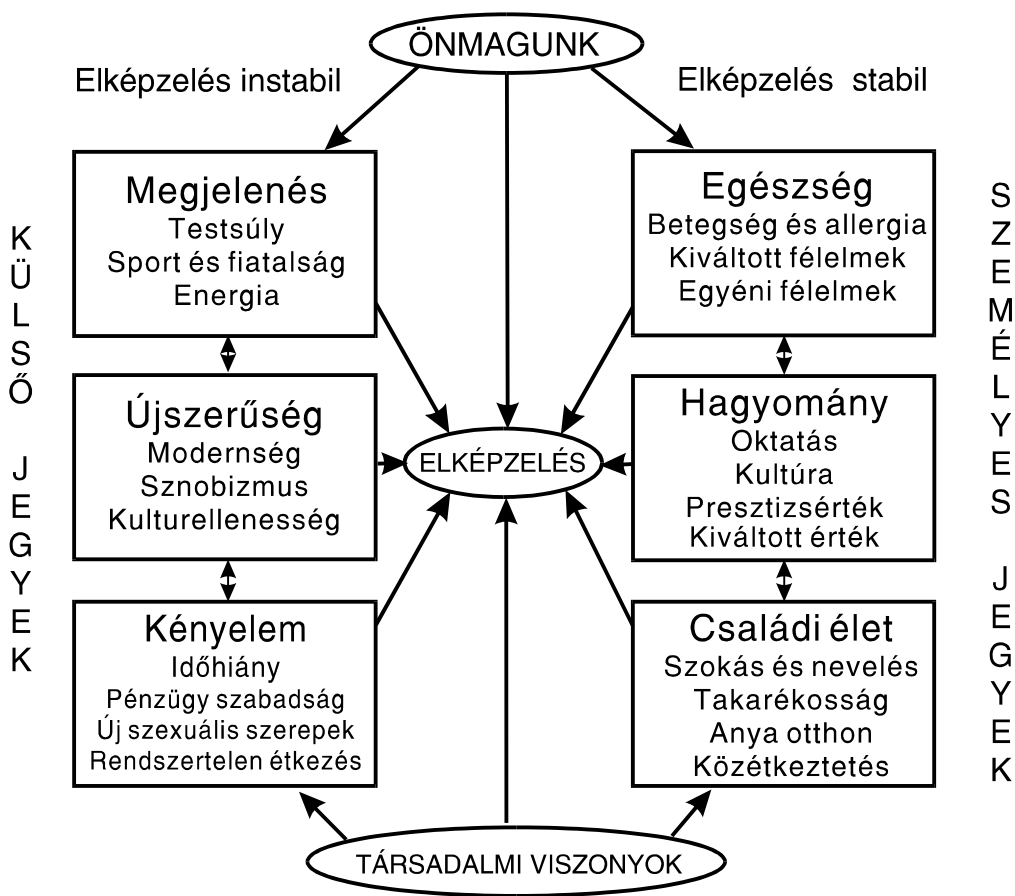 ÖNMAGUNK
Elképzelés instabil
Elképzelés stabil
KÜLSŐ JEGYEK
Megjelenés
Testsúly
Sport és fiatalság
Energia
Egészség
Betegség és allergia
Kiváltott félelmek
Egyéni félelmek
SZEMÉLYES JEGYEK
Újszerűség
Modernség
Sznobizmus
Kulturellenesség
ELKÉPZELÉS
Hagyomány
Oktatás
Kultúra
Presztizsérték
Kiváltott érték
Kényelem
Időhiány
Pénzügy szabadság
Új szexuális szerepek
Rendszertelen étkezés
Családi élet
Szokás és nevelés
Takarékosság
Anya otthon
Közétkeztetés
TÁRSADALMI VISZONYOK